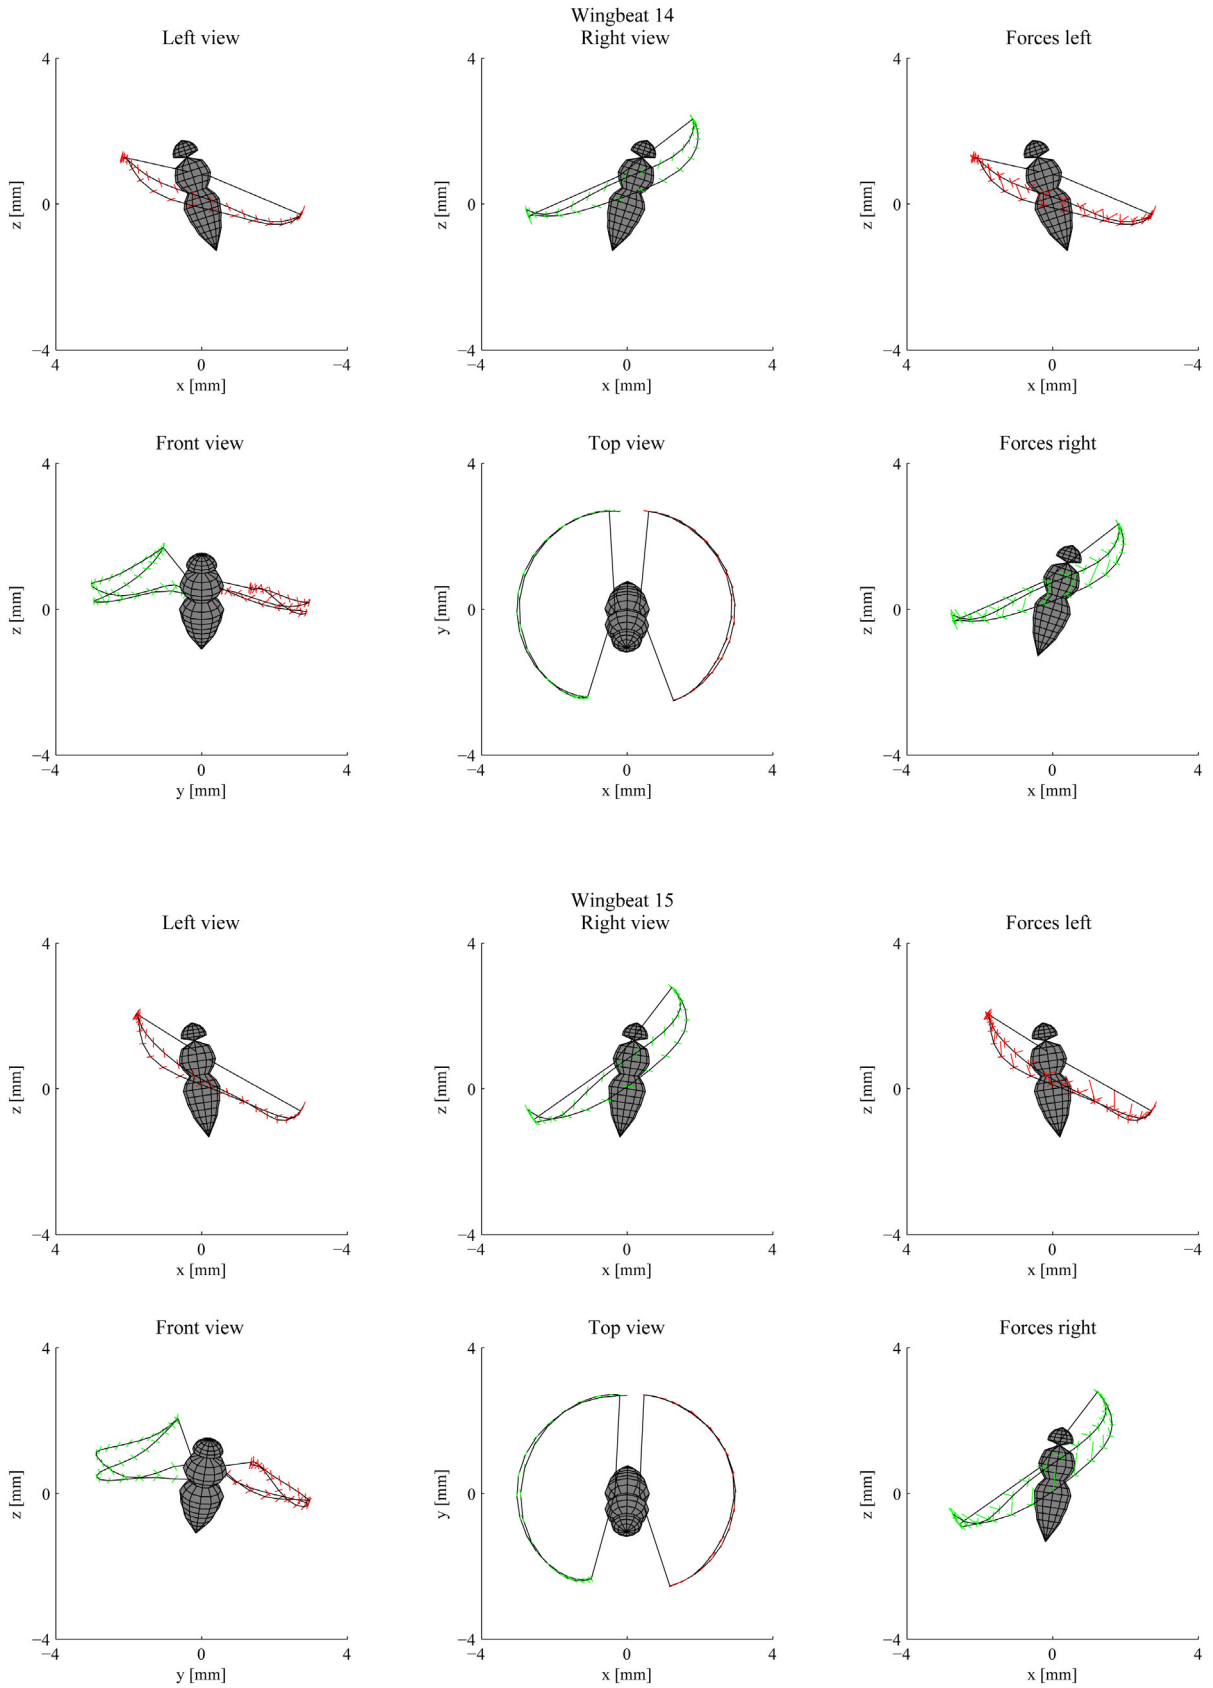 Wingbeat 14
Left view
Right view
Forces left
4
4
4
z [mm]
z [mm]
z [mm]
0
0
0
−4
−4
−4
4
0
−4
−4
0
4
4
0
−4
x [mm]
x [mm]
x [mm]
Front view
Top view
Forces right
4
4
4
z [mm]
y [mm]
z [mm]
0
0
0
−4
−4
−4
−4
0
4
−4
0
4
−4
0
4
y [mm]
x [mm]
x [mm]
Wingbeat 15
Left view
Right view
Forces left
4
4
4
z [mm]
z [mm]
z [mm]
0
0
0
−4
−4
−4
4
0
−4
−4
0
4
4
0
−4
x [mm]
x [mm]
x [mm]
Front view
Top view
Forces right
4
4
4
z [mm]
y [mm]
z [mm]
0
0
0
−4
−4
−4
−4
0
4
−4
0
4
−4
0
4
y [mm]
x [mm]
x [mm]